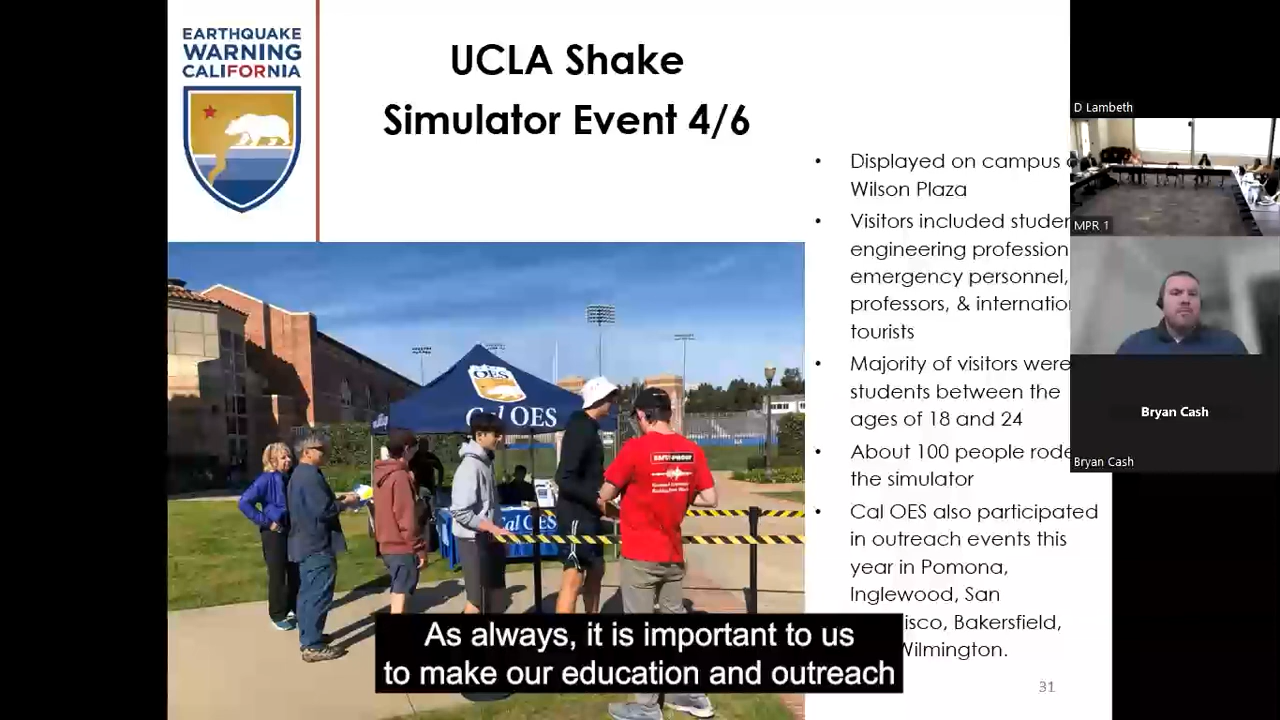 EARTHQUAKE
WARNING
CALIFORNIA
UCLA Shake
Simulator Event 4/6
• Displayed on campus
Wilson Plaza
• Visitors included
engineering
emergency personnel,
professors, &
tourists
• Majority of visitors were
students between the
ages of 18 and 24
• About 100 people rode
the simulator
• Cal OES also participated
in outreach events this
year in Pomona,
Inglewood, San
Bakersfield,
Wilmington.
31
OES
Cal OES
Cal OES
As always, it is important to us
to make our education and outreach
D Lambeth
MPR 1
Bryan Cash
Bryan Cash